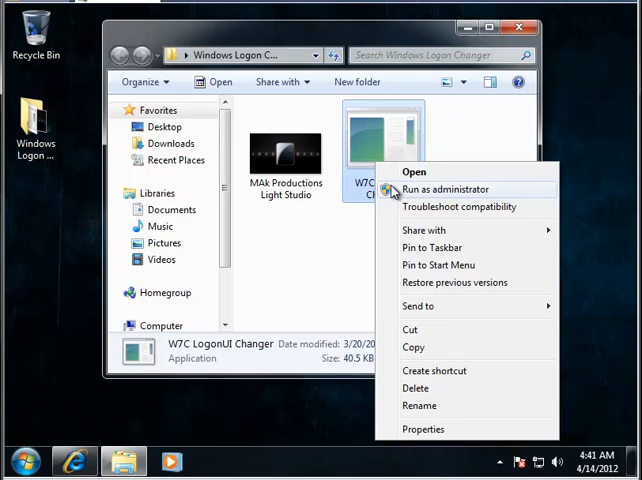 Recycle Bin
Windows
Logon ...
Windows Logon C...
Search Windows Logon Changer
Organize
Open
Share with
New folder
Favorites
Desktop
Downloads
Recent Places
Libraries
Documents
Music
Pictures
Videos
Homegroup
Computer
MAk Productions
Light Studio
W7C
CH
Open
Run as administrator
Troubleshoot compatibility
Share with
Pin to Taskbar
Pin to Start Menu
Restore previous versions
Send to
Cut
Copy
Create shortcut
Delete
Rename
Properties
W7C LogonUI Changer
Date modified: 3/20/20
Application
Size: 40.5 KB
4:41 AM
4/14/2012